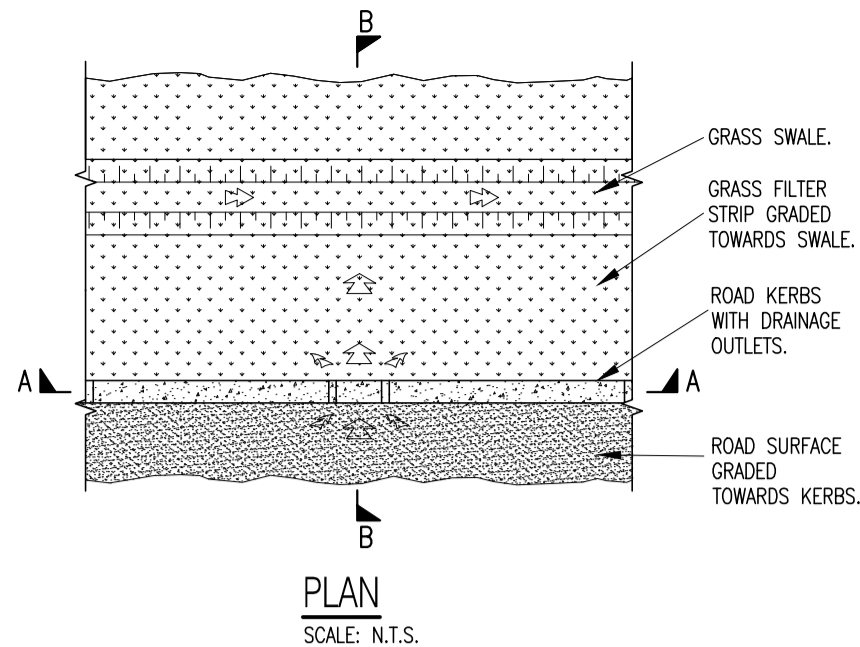 B
GRASS SWALE.
GRASS FILTER
STRIP GRADED
TOWARDS SWALE.
ROAD KERBS
WITH DRAINAGE
OUTLETS.
A
A
ROAD SURFACE
GRADED
TOWARDS KERBS.
B
PLAN
SCALE: N.T.S.